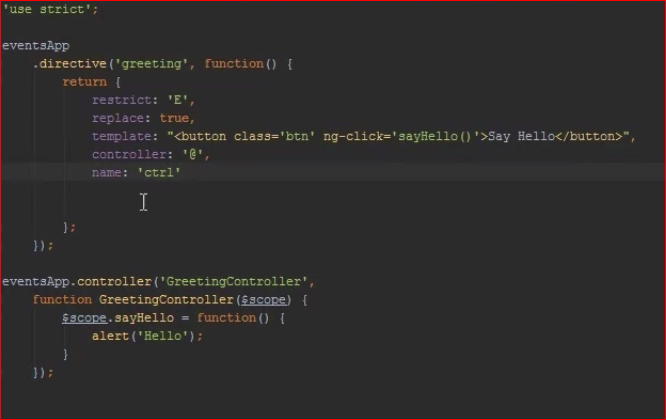 'use strict';
eventsApp
.directive('greeting', function() {
return {
restrict: 'E',
replace: true,
template: "<button class='btn' ng-click='sayHello()'>Say Hello</button>",
controller: '@',
name: 'ctrl'
};
});
eventsApp.controller('GreetingController',
function GreetingController($scope) {
$scope.sayHello = function() {
alert('Hello');
}
});